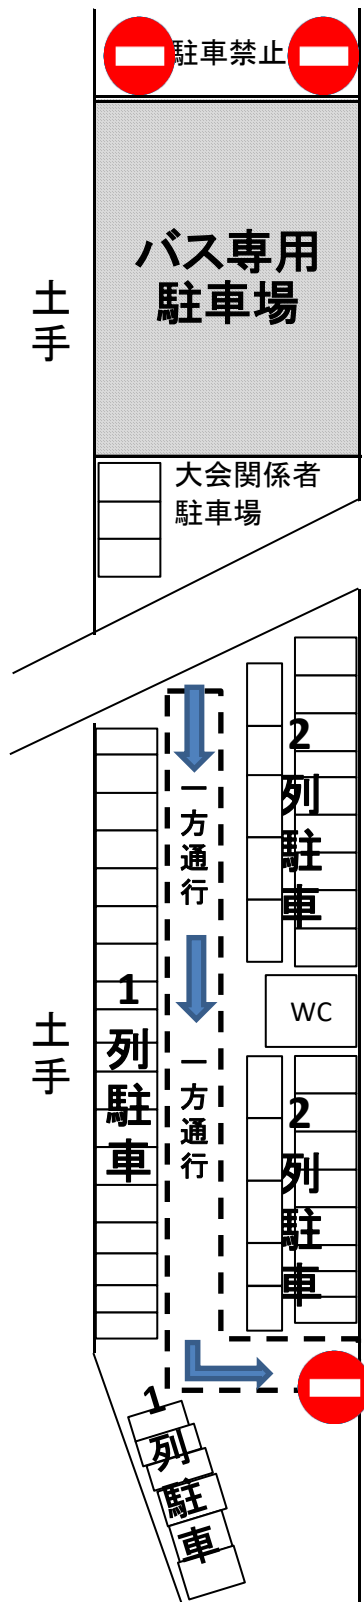 駐車禁止
バス専用
駐車場
土手
大会関係者
駐車場
2列駐車
一方通行
1列駐車
WC
土手
一方通行
2列駐車
1列駐車